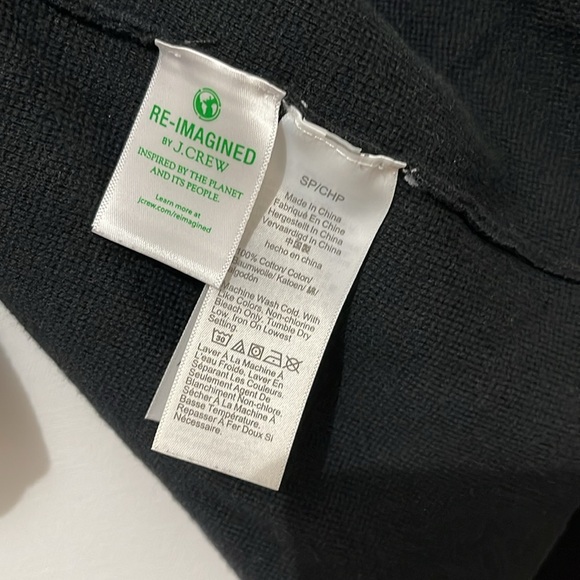 RE-IMAGINED
BY J.CREW
INSPIRED BY THE PLANET
AND ITS PEOPLE.
Learn more at
jcrew.com/reimagined
SP/CHP
Made In China
Fabriqué En Chine
Hergestellt In China
Vervaardigd In China
中国製
hecho en china
100% Cotton/ Coton/
Baumwolle/ Katoen/ 綿/
algodón
Machine Wash Cold, With
Like Colors, Non-chlorine
Bleach Only, Tumble Dry
Low, Iron On Lowest
Setting.
30
Laver À La Machine À
L'eau Froide, Laver En
Séparant Les Couleurs
Seulement Agent De
Blanchiment Non-chlore.
Sécher À La Machine À
Basse Température.
Repasser À Fer Doux Si
Nécessaire.